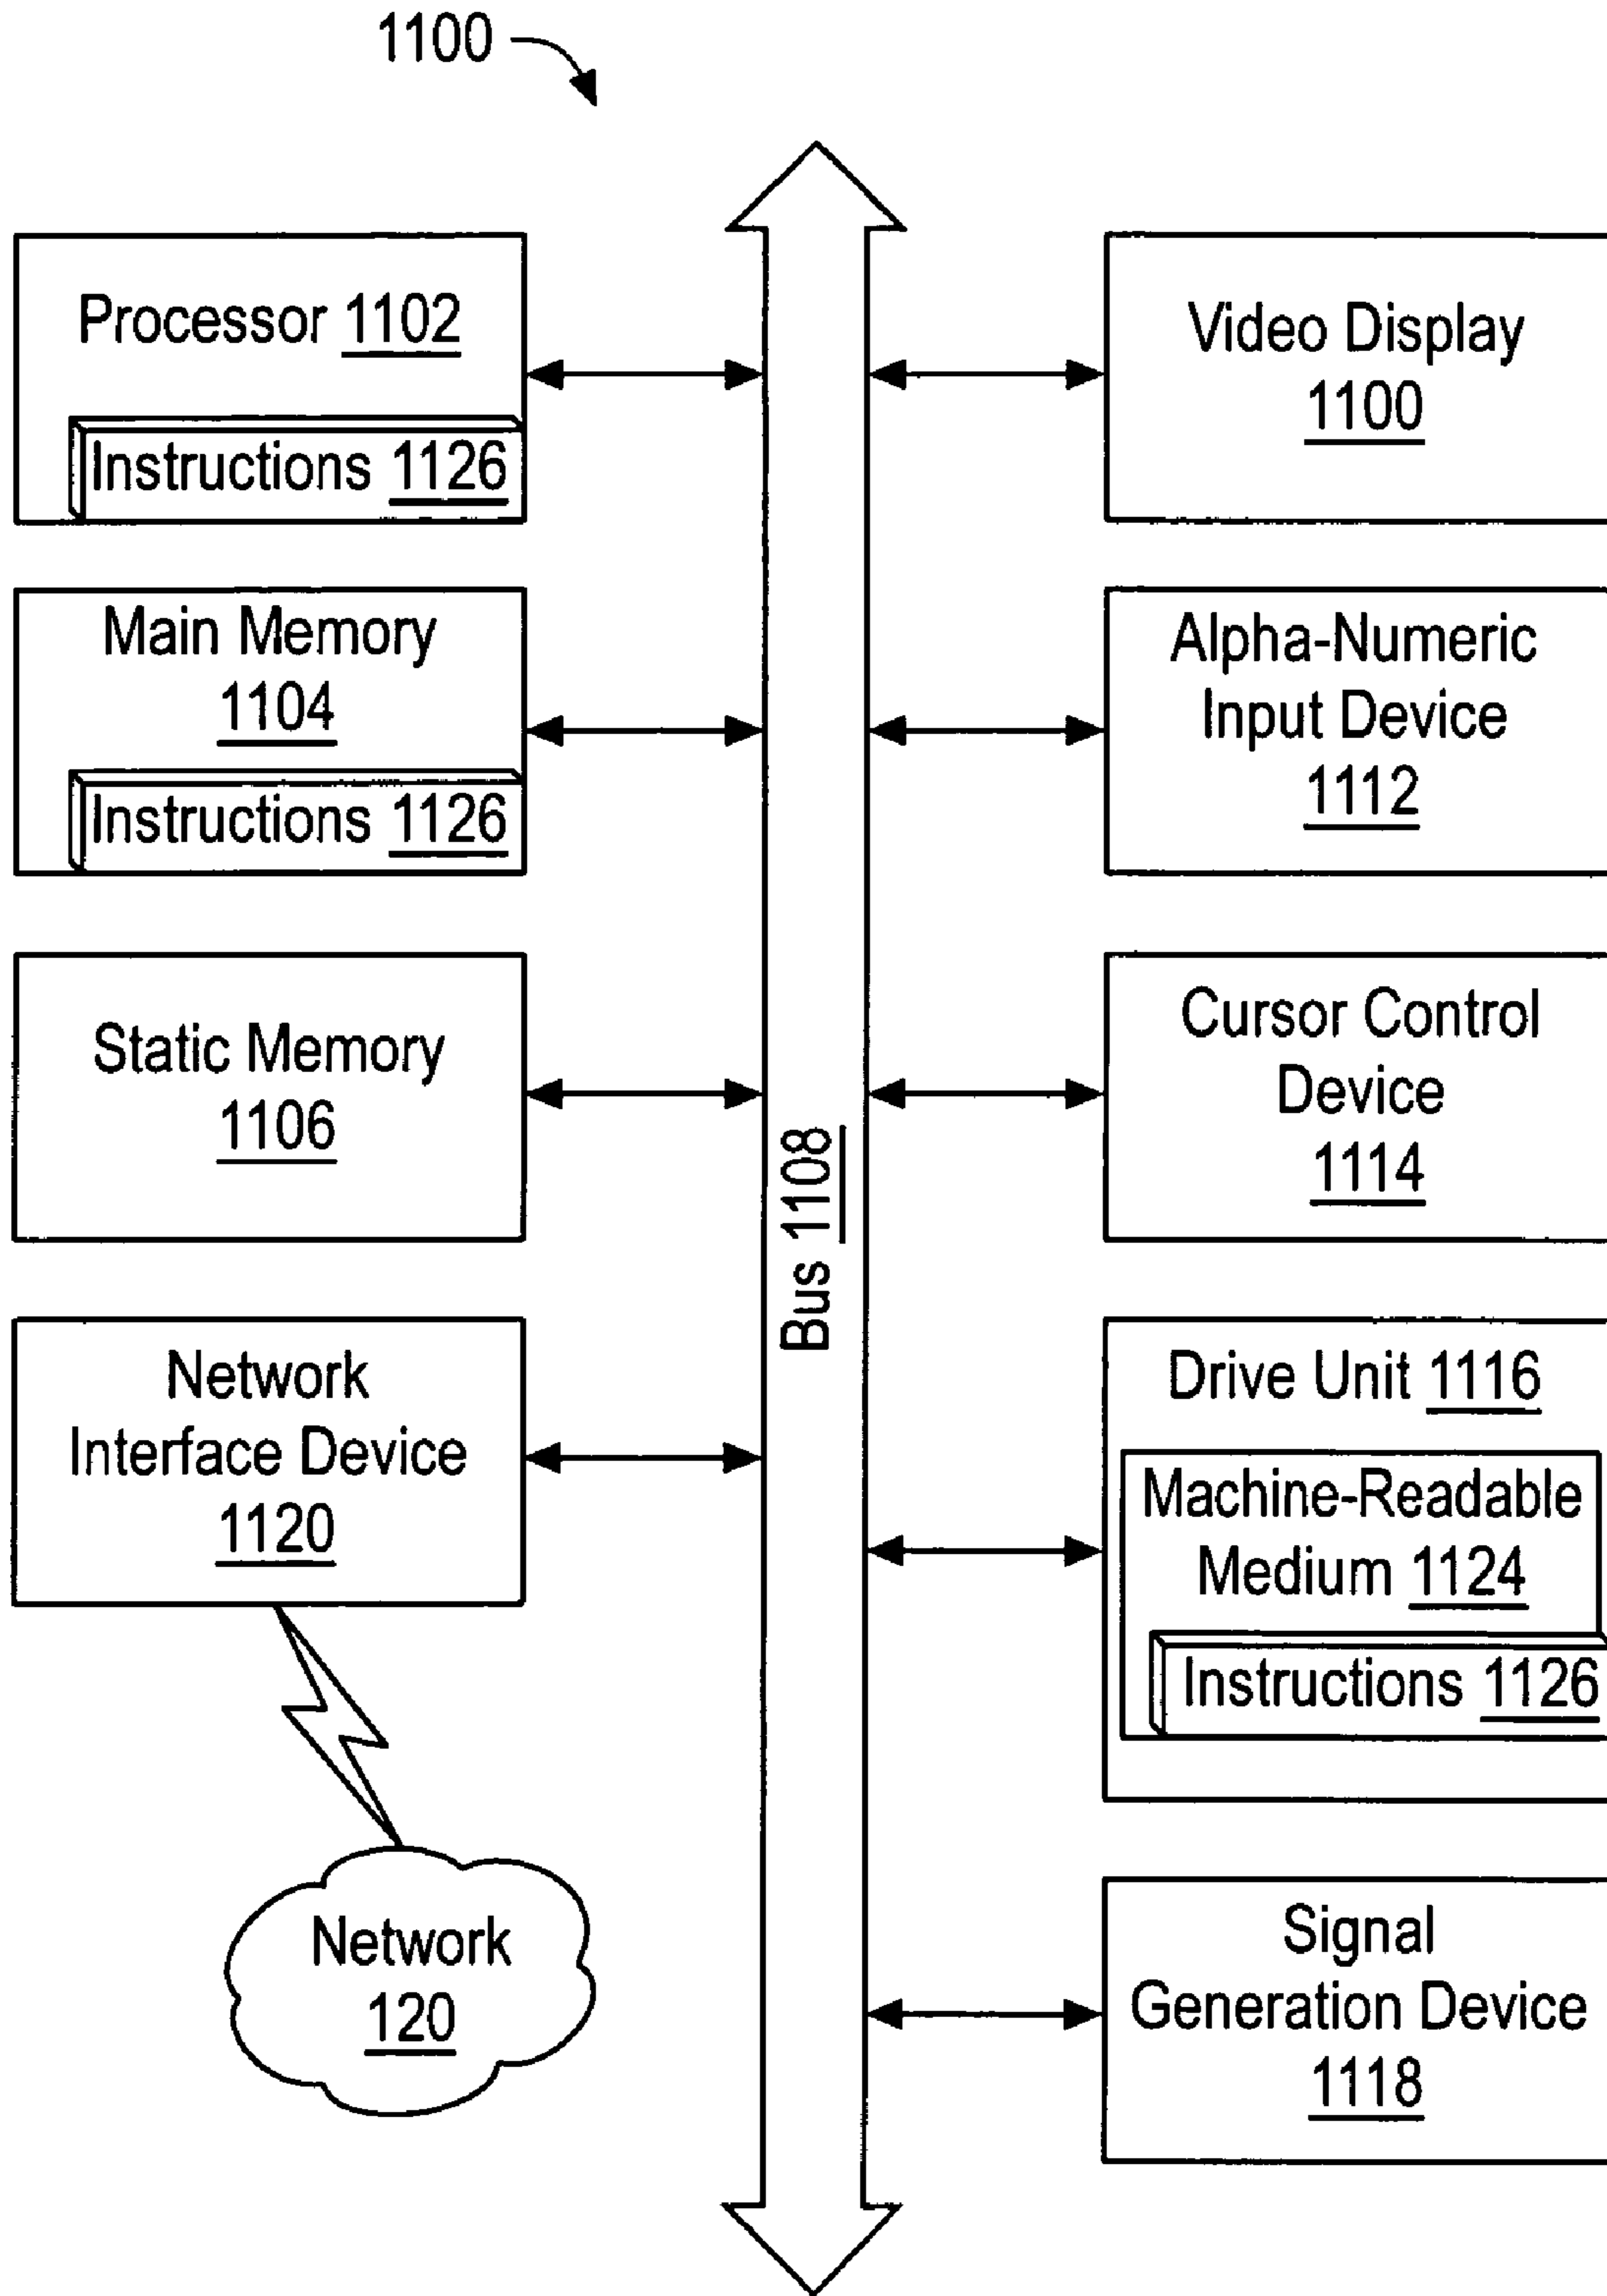 1100
Processor 1102
Instructions 1126
Main Memory
1104
Instructions 1126
Static Memory
1106
Network
Interface Device
1120
Network
120
Bus 1108
Video Display
1100
Alpha-Numeric
Input Device
1112
Cursor Control
Device
1114
Drive Unit 1116
Machine-Readable
Medium 1124
Instructions 1126
Signal
Generation Device
1118